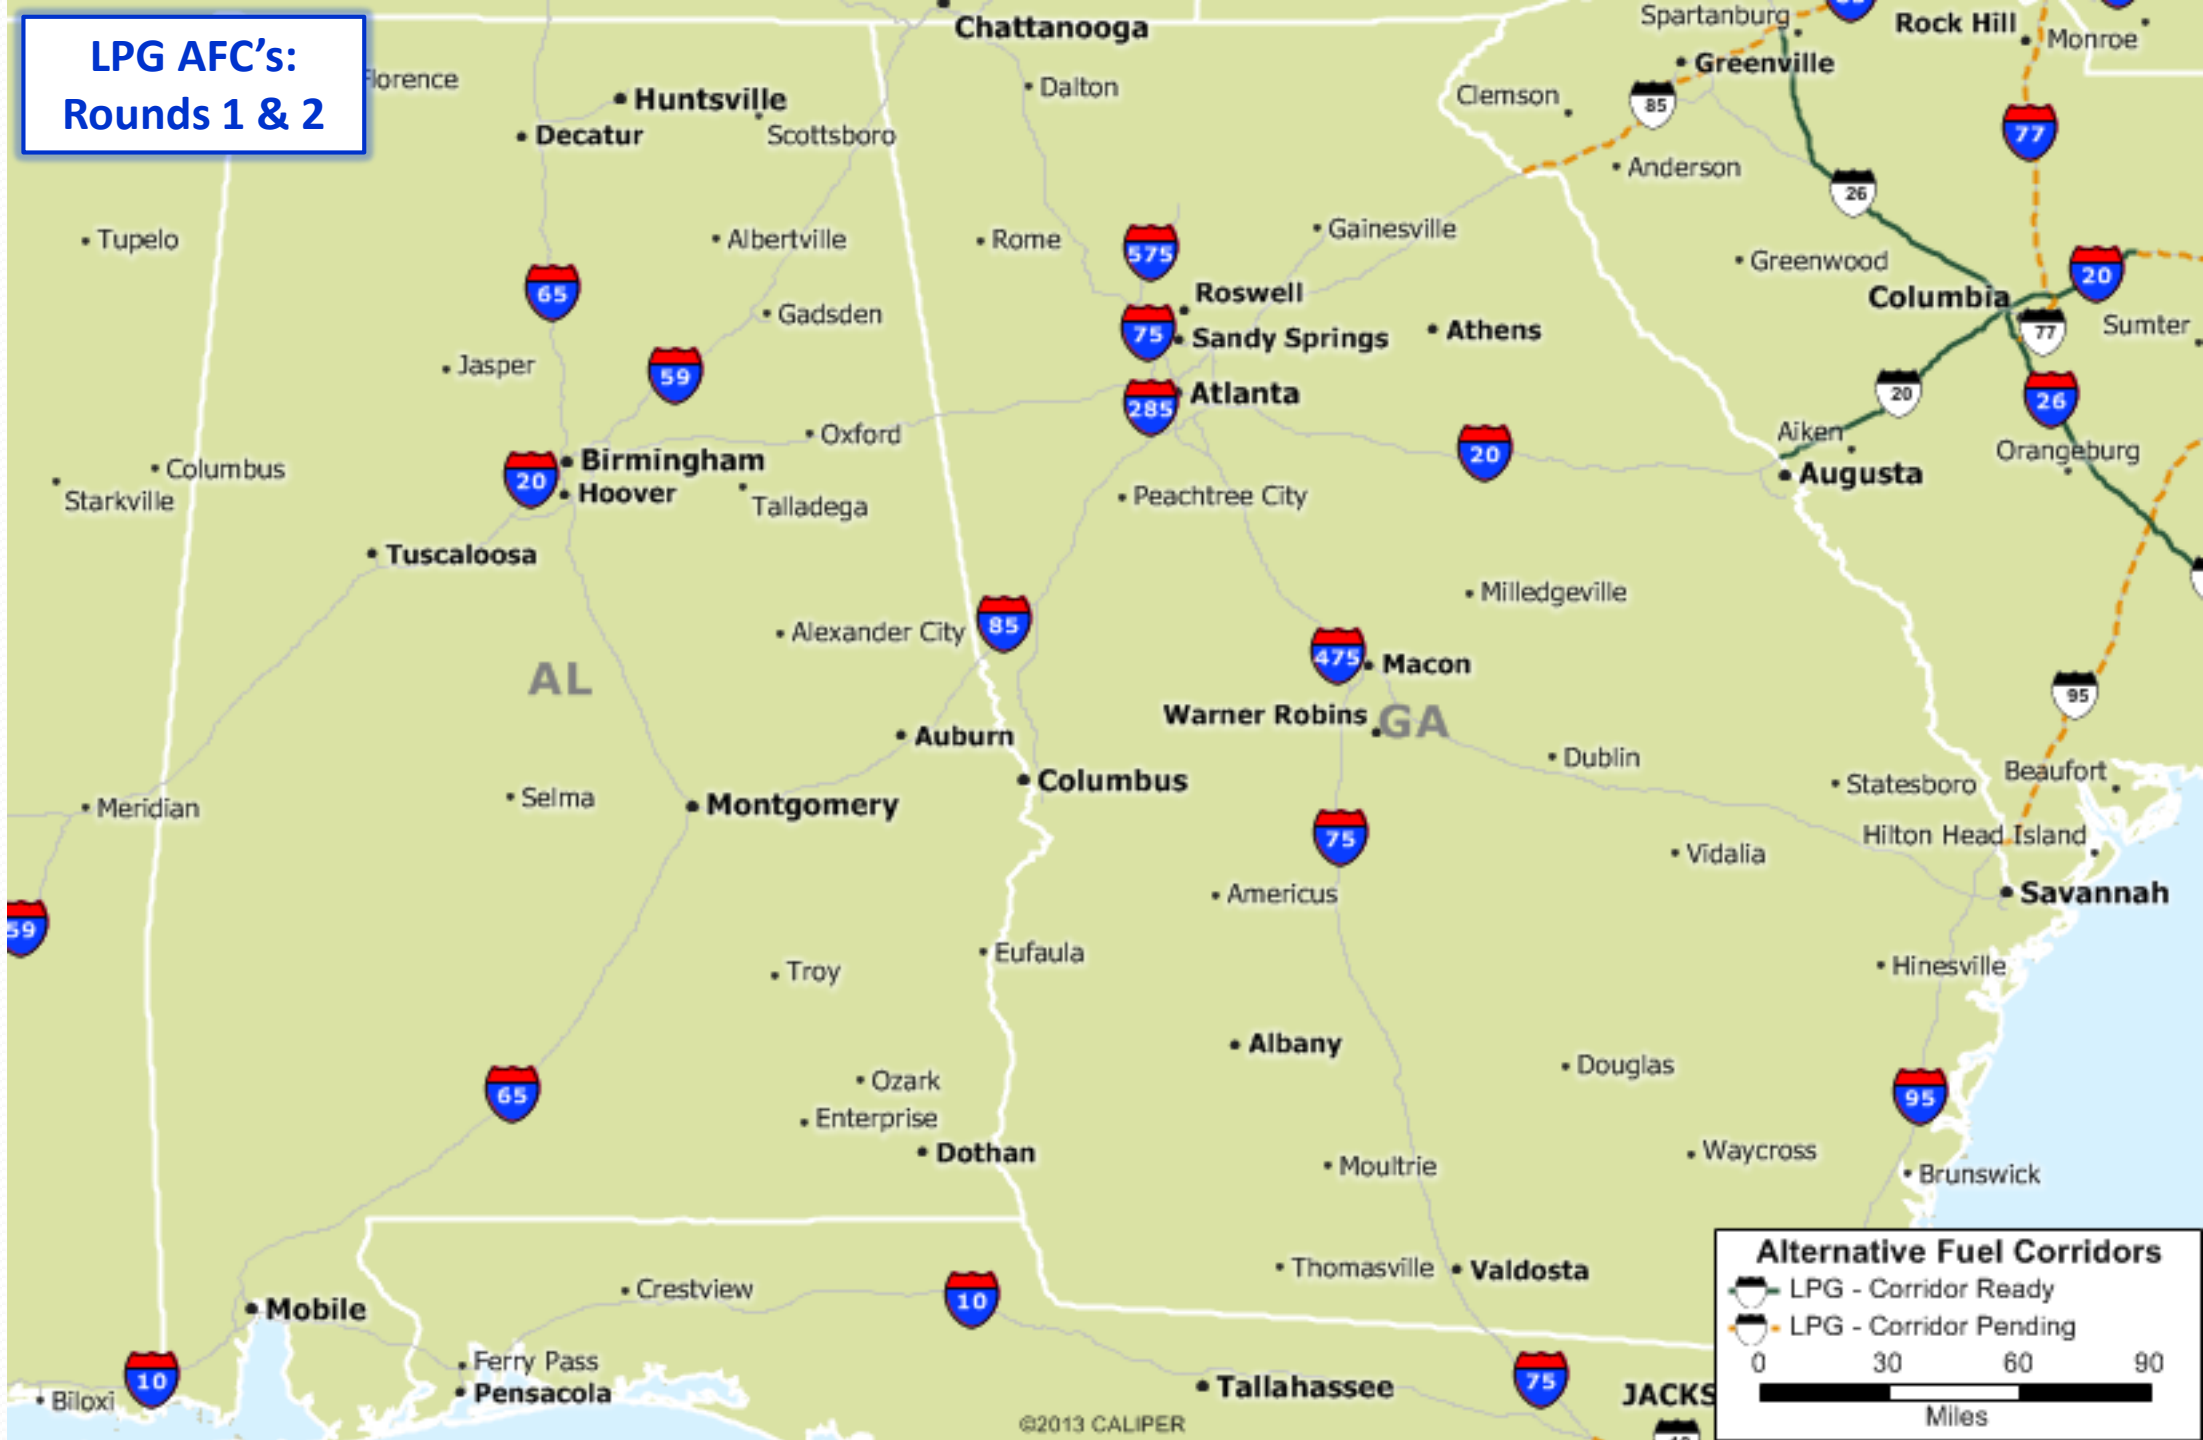 LPG AFC’s:
Rounds 1 & 2
Chattanooga
Spartanburg
Rock Hill
Monroe
Florence
Huntsville
Dalton
Greenville
Clemson
85
77
Decatur
Scottsboro
Anderson
26
Tupelo
Albertville
Rome
575
Gainesville
Greenwood
20
65
Roswell
Columbia
Gadsden
75
Sandy Springs
Athens
77
Sumter
Jasper
59
Atlanta
285
20
26
Oxford
Aiken
Orangeburg
Columbus
Birmingham
20
20
Augusta
Starkville
Hoover
Talladega
Peachtree City
Tuscaloosa
Milledgeville
Alexander City
85
475
Macon
AL
95
Warner Robins
GA
Auburn
Dublin
Beaufort
Columbus
Statesboro
Meridian
Selma
Montgomery
75
Hilton Head Island
Vidalia
Americus
Savannah
59
Eufaula
Troy
Hinesville
Albany
Douglas
Ozark
65
95
Enterprise
Dothan
Moultrie
Waycross
Brunswick
Thomasville
Valdosta
Crestview
10
Mobile
Ferry Pass
10
Pensacola
Biloxi
Tallahassee
75
JACKS
©2013 CALIPER
Alternative Fuel Corridors
LPG - Corridor Ready
LPG - Corridor Pending
0 30 60 90
Miles